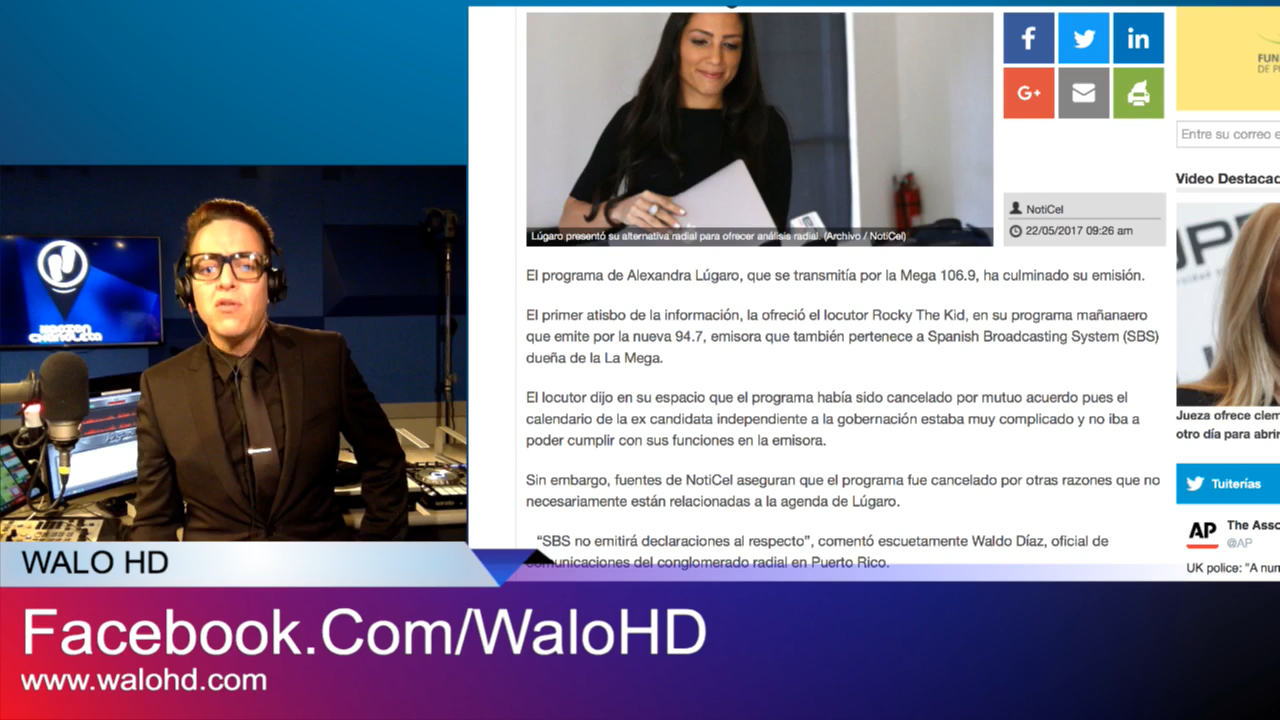 Lúgaro presentó su alternativa radial para ofrecer análisis radial. (Archivo / NotiCel)
f
in
G+
NotiCel
22/05/2017 09:26 am
El programa de Alexandra Lúgaro, que se transmitía por la Mega 106.9, ha culminado su emisión.
El primer atisbo de la información, la ofreció el locutor Rocky The Kid, en su programa mañanaero
que emite por la nueva 94.7, emisora que también pertenece a Spanish Broadcasting System (SBS)
dueña de la La Mega.
El locutor dijo en su espacio que el programa había sido cancelado por mutuo acuerdo pues el
calendario de la ex candidata independiente a la gobernación estaba muy complicado y no iba a
poder cumplir con sus funciones en la emisora.
Sin embargo, fuentes de NotiCel aseguran que el programa fue cancelado por otras razones que no
necesariamente están relacionadas a la agenda de Lúgaro.
“SBS no emitirá declaraciones al respecto”, comentó escuetamente Waldo Díaz, oficial de
comunicaciones del conglomerado radial en Puerto Rico.
FUN
DE P
Entre su correo e
Video Destacad
Jueza ofrece clem
otro día para abrir
Tuiterías
AP
The Asso
@AP
UK police: "A num
WALO HD
Facebook.Com/WaloHD
www.walohd.com